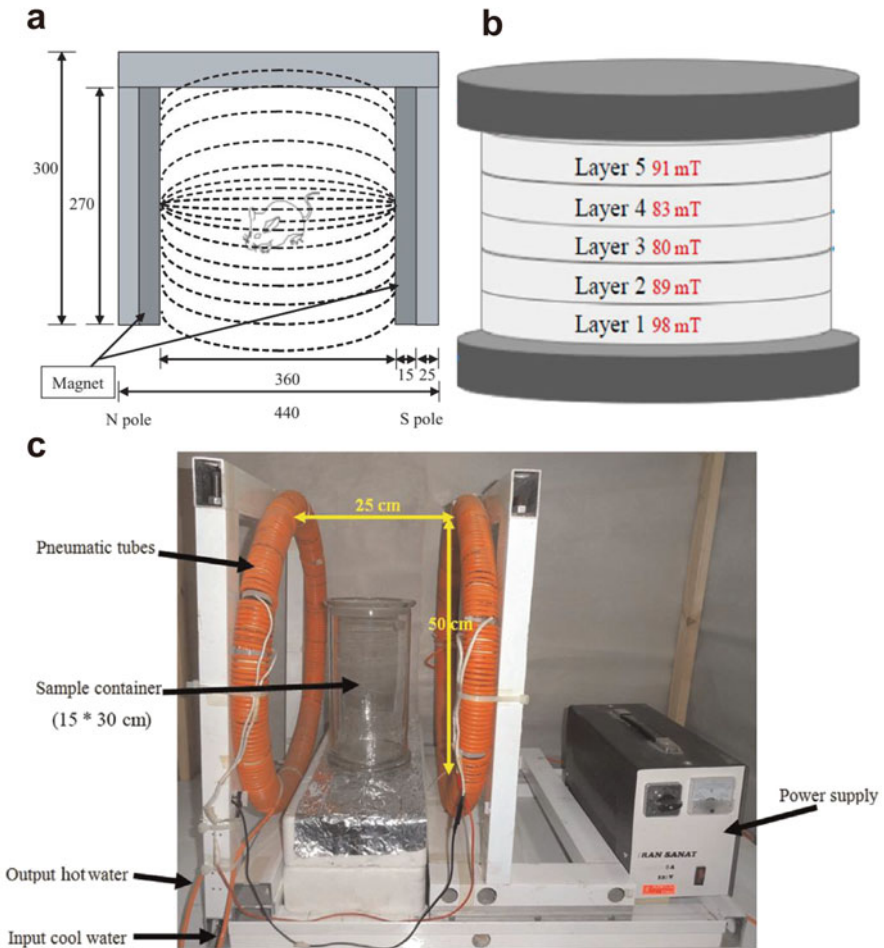 a
300
270
Magnet
360
15
25
440
N pole
S pole
b
Layer 5 91 mT
Layer 4 83 mT
Layer 3 80 mT
Layer 2 89 mT
Layer 1 98 mT
c
25 cm
Pneumatic tubes
50 cm
Sample container
(15 * 30 cm)
Power supply
RAN SANAT
Output hot water
Input cool water